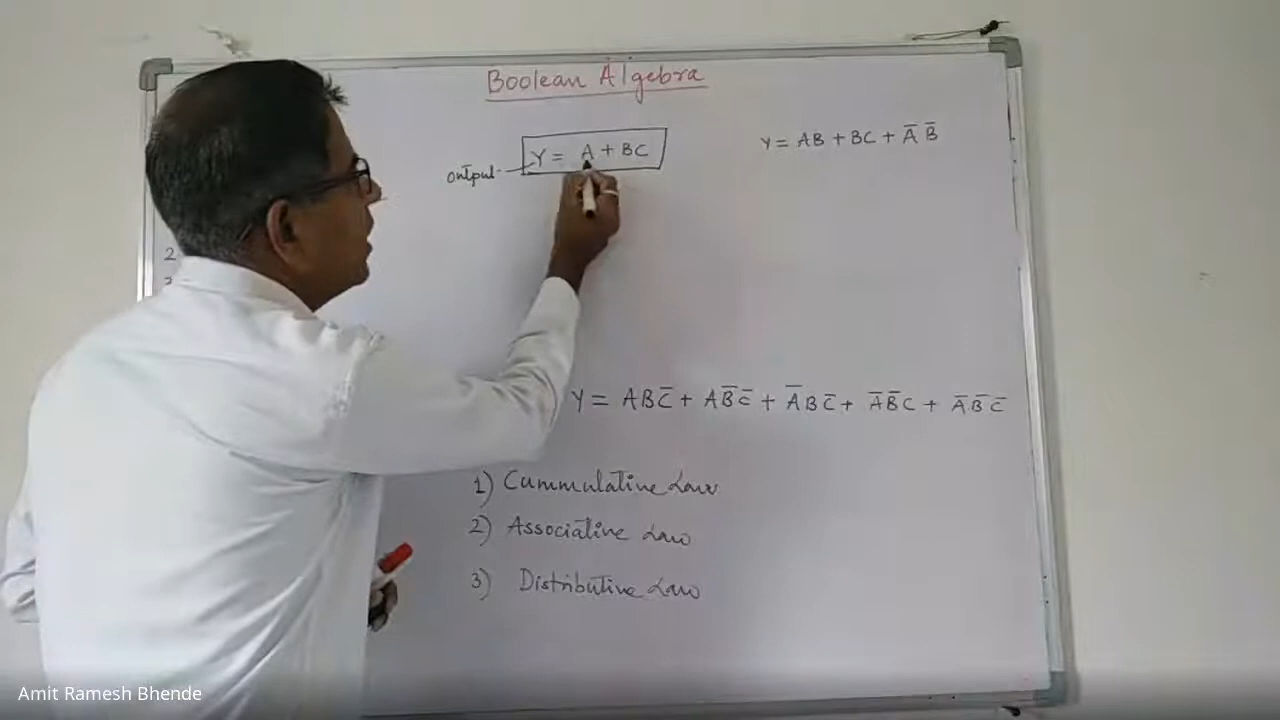 Boolean Algebra
Y = A + BC
output
Y = AB + BC + A̅ B̅
2
Y = ABC̅ + AB̅C̅ + A̅BC̅ + A̅B̅C + A̅B̅C̅
1) Cummulative Law
2) Associative Law
3) Distributive Law
Amit Ramesh Bhende